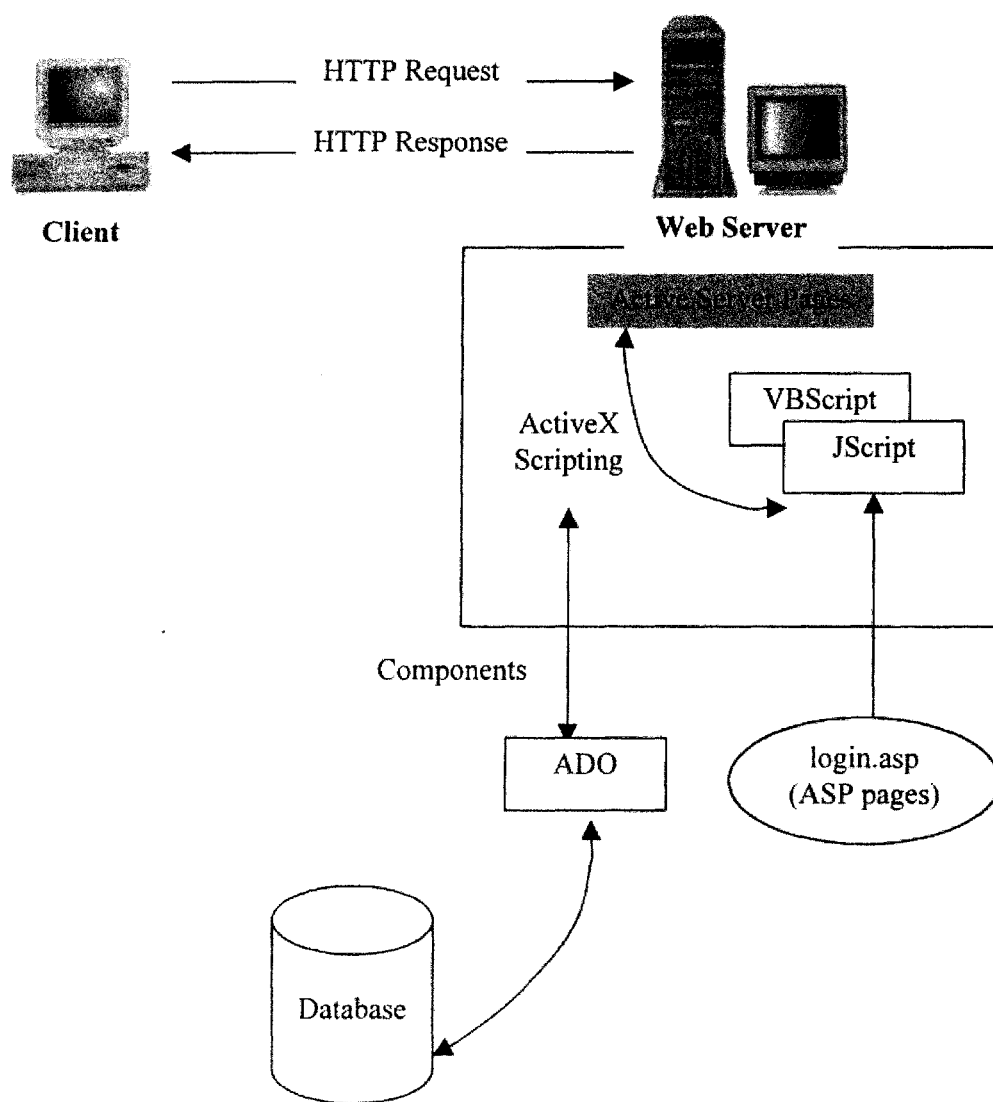 HTTP Request
HTTP Response
Client
Web Server
Active Server Pages
VBScript
JScript
ActiveX
Scripting
Components
ADO
login.asp
(ASP pages)
Database